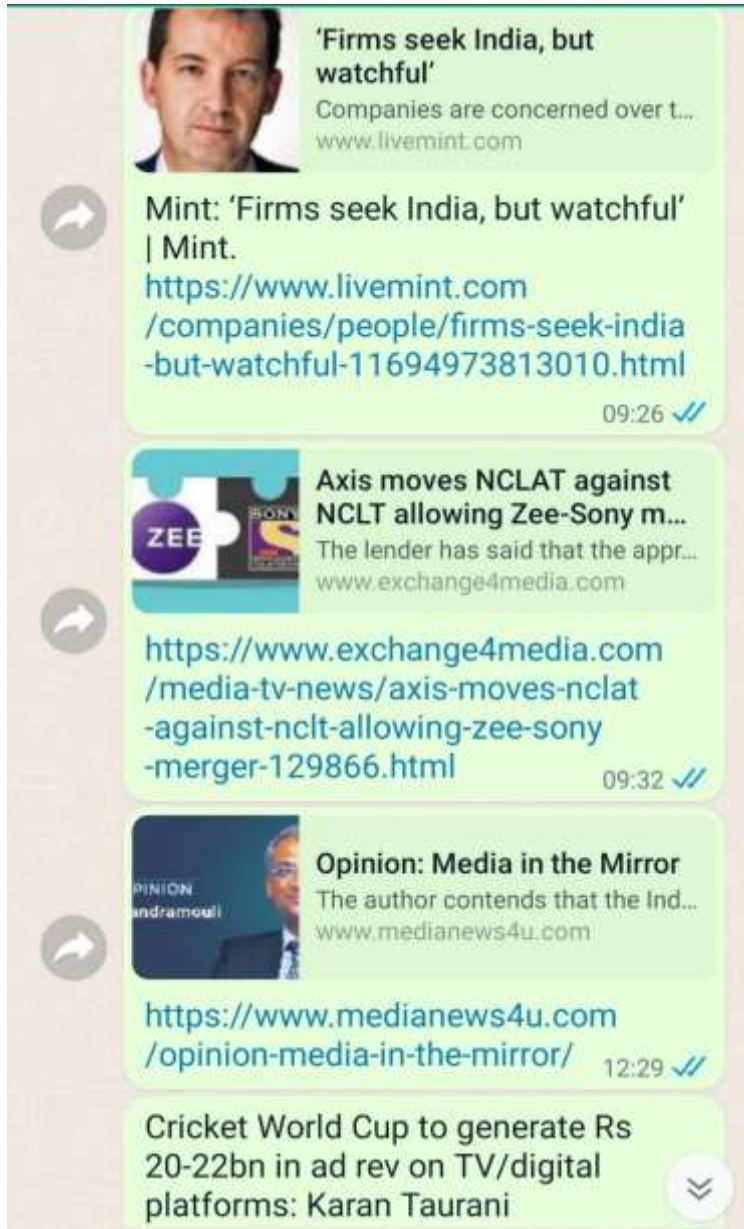 'Firms seek India, but
watchful'
Companies are concerned over t...
www.livemint.com
Mint: 'Firms seek India, but watchful'
| Mint.
https://www.livemint.com
/companies/people/firms-seek-india
-but-watchful-11694973813010.html
09:26
ZEE
SONY
Axis moves NCLAT against
NCLT allowing Zee-Sony m...
The lender has said that the appr...
www.exchange4media.com
https://www.exchange4media.com
/media-tv-news/axis-moves-nclat
-against-nclt-allowing-zee-sony
-merger-129866.html
09:32
PINION
andramouli
Opinion: Media in the Mirror
The author contends that the Ind...
www.medianews4u.com
https://www.medianews4u.com
/opinion-media-in-the-mirror/
12:29
Cricket World Cup to generate Rs
20-22bn in ad rev on TV/digital
platforms: Karan Taurani